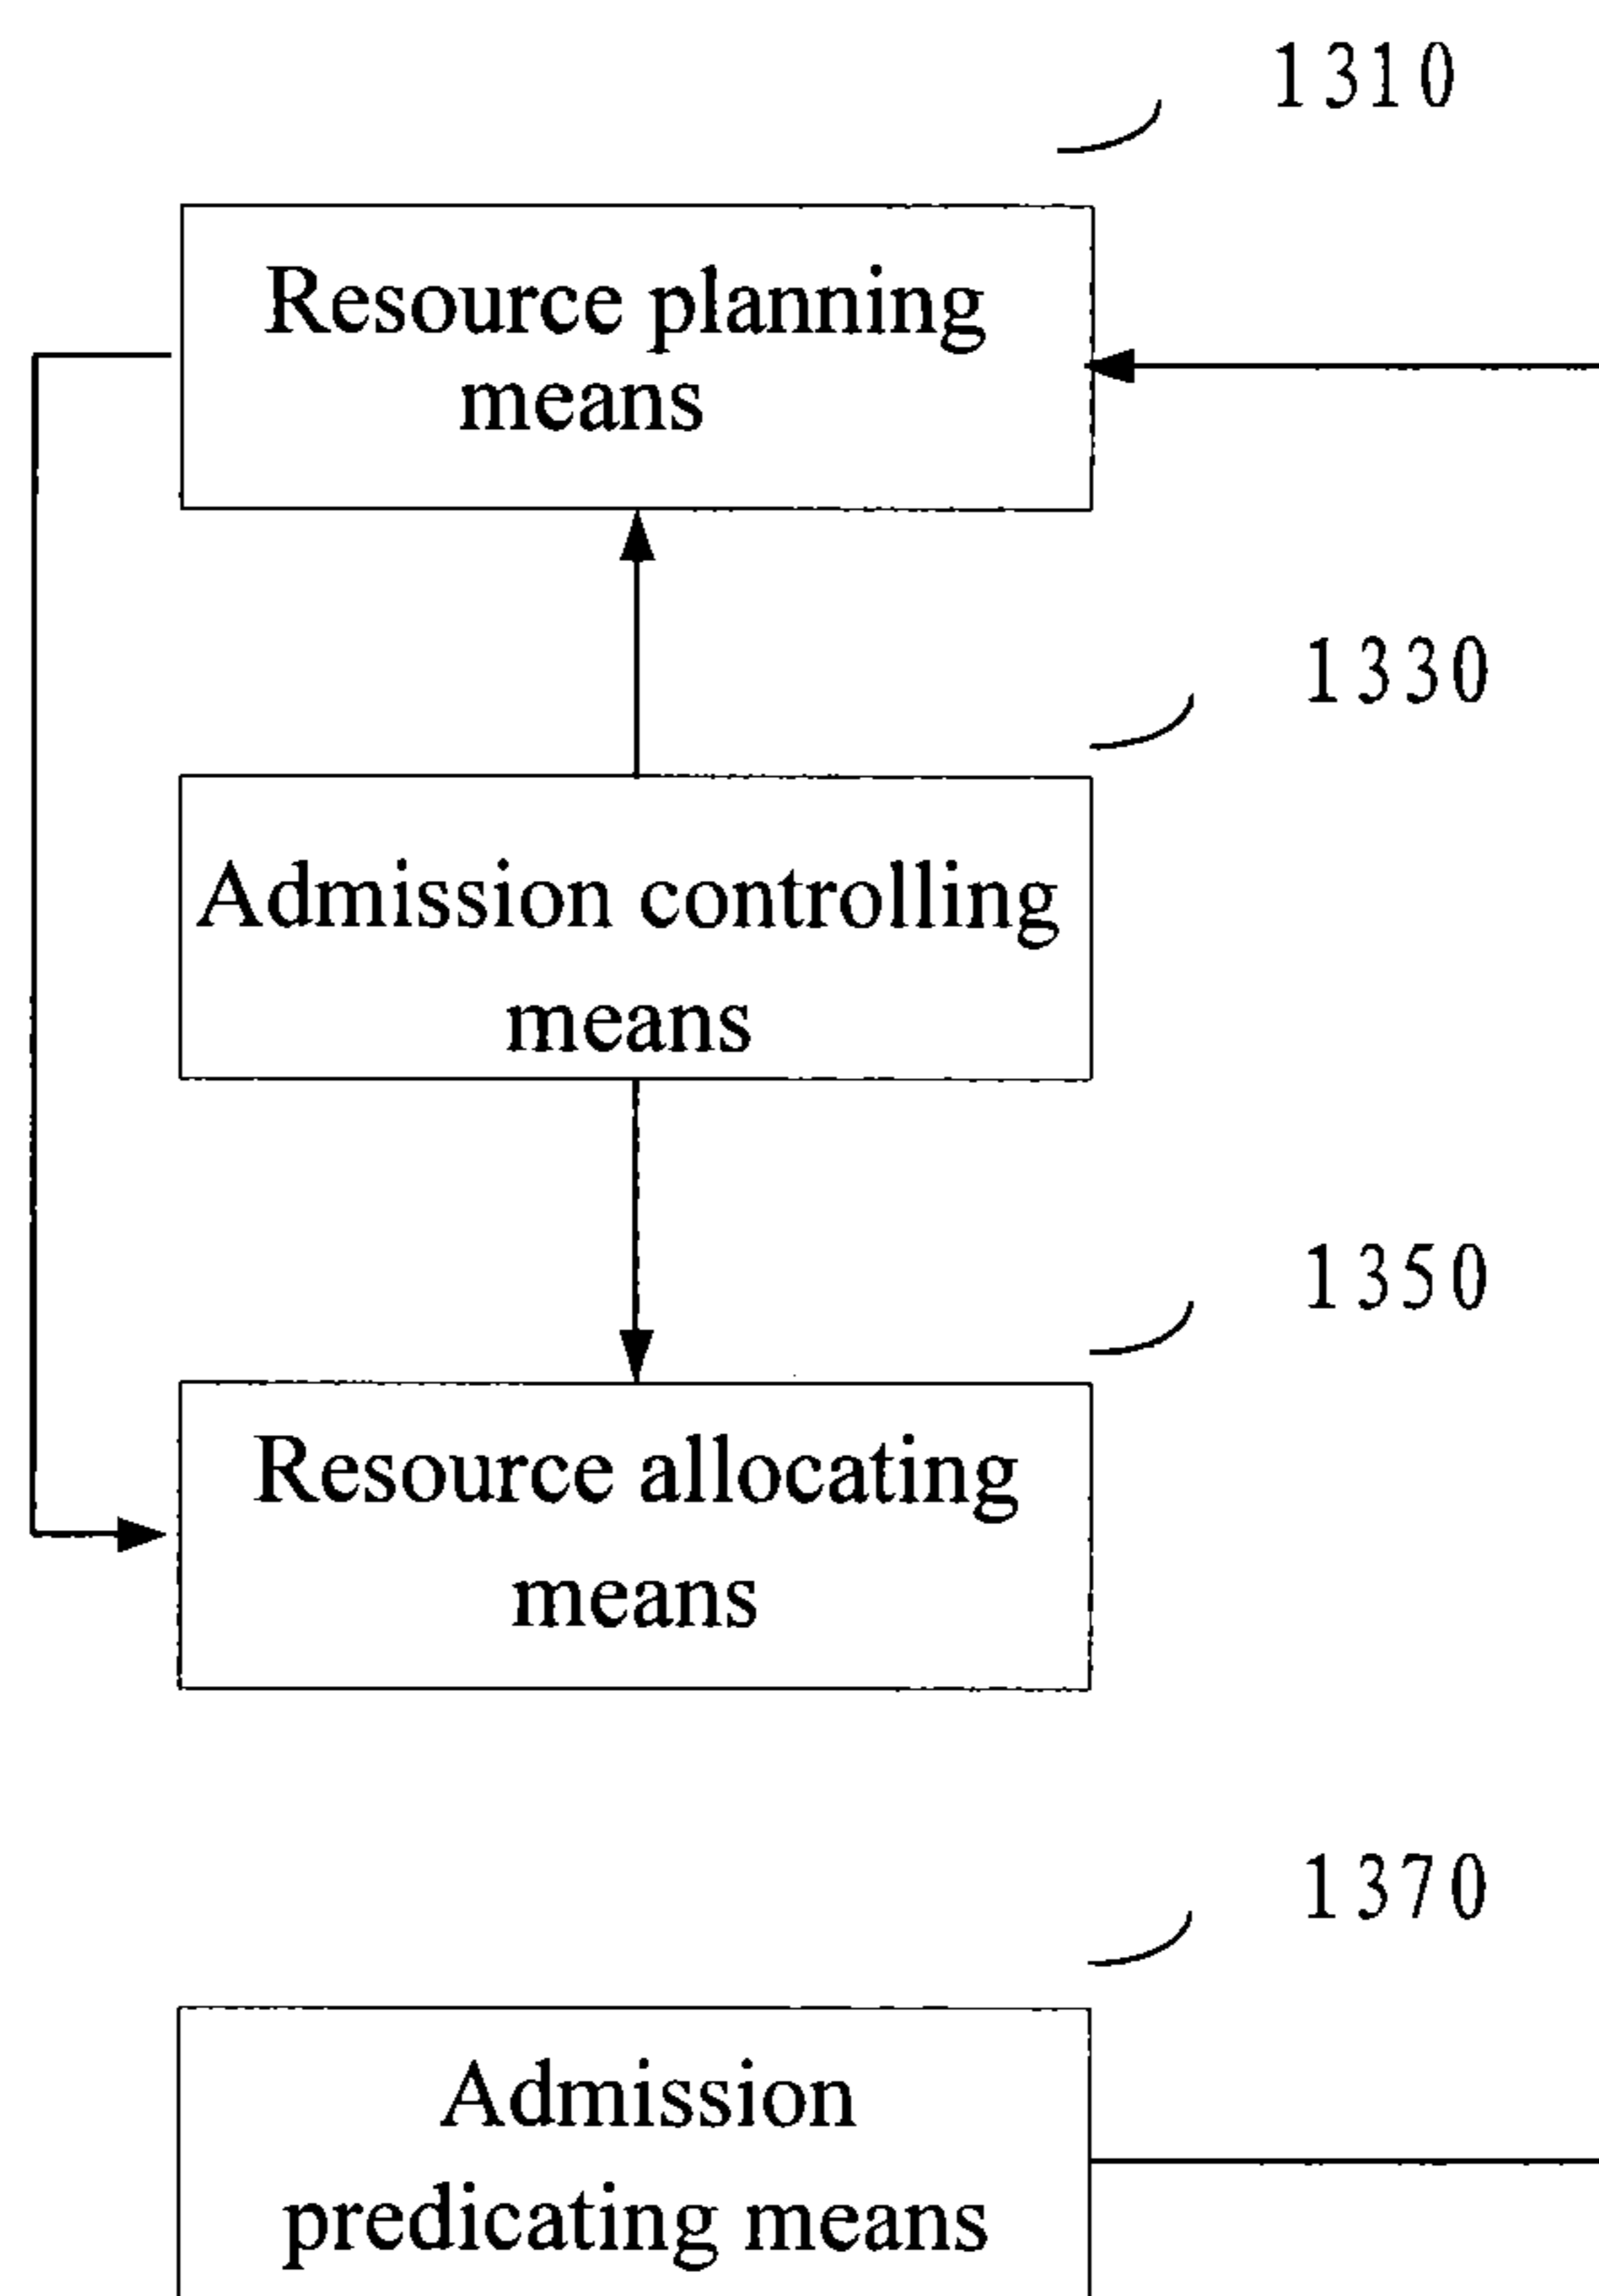 1310
Resource planning
means
1330
Admission controlling
means
1350
Resource allocating
means
1370
Admission
predicating means